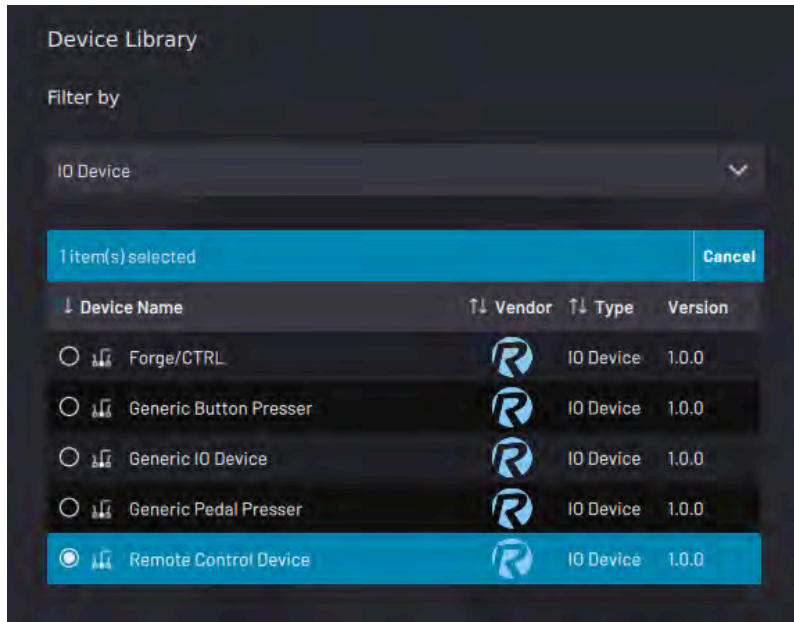 Device Library
Filter by
IO Device
1 item(s) selected Cancel
↓ Device Name ↑↓ Vendor ↑↓ Type Version
Forge/CTRL R IO Device 1.0.0
Generic Button Presser R IO Device 1.0.0
Generic IO Device R IO Device 1.0.0
Generic Pedal Presser R IO Device 1.0.0
Remote Control Device R IO Device 1.0.0